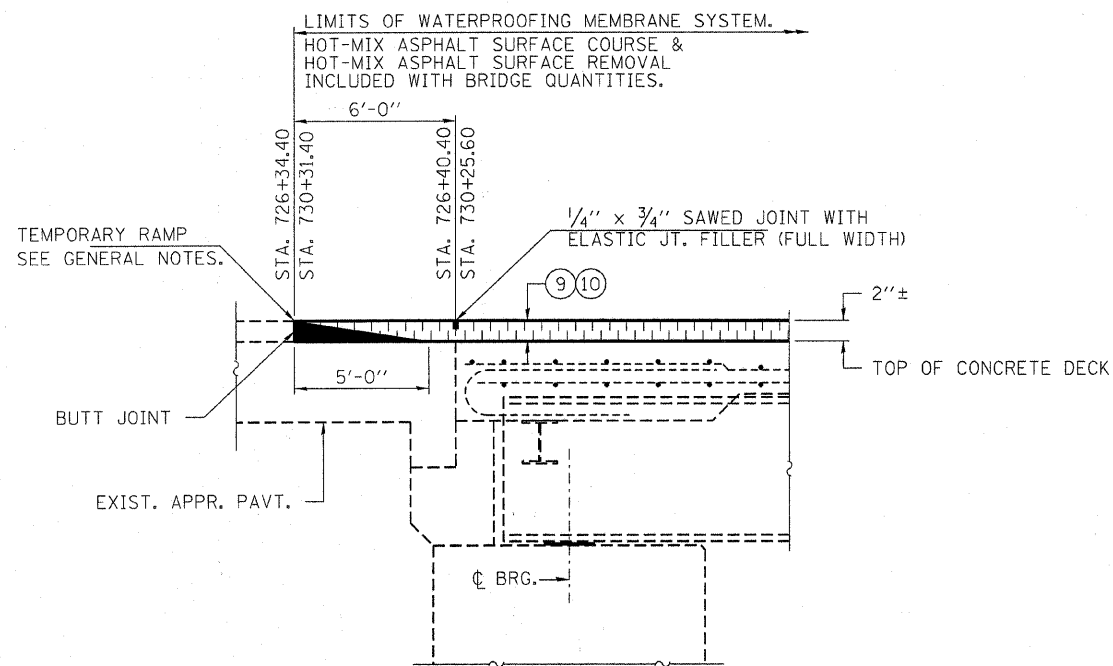 LIMITS OF WATERPROOFING MEMBRANE SYSTEM.
HOT-MIX ASPHALT SURFACE COURSE &
HOT-MIX ASPHALT SURFACE REMOVAL
INCLUDED WITH BRIDGE QUANTITIES.
6'-0"
STA. 726+34.40
STA. 730+31.40
STA. 726+40.40
STA. 730+25.60
1/4" x 3/4" SAWED JOINT WITH
ELASTIC JT. FILLER (FULL WIDTH)
TEMPORARY RAMP
SEE GENERAL NOTES.
9 10
2"±
TOP OF CONCRETE DECK
5'-0"
BUTT JOINT
EXIST. APPR. PAVT.
℄ BRG.